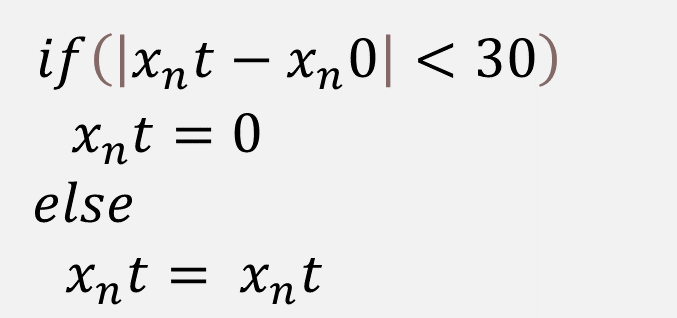 if(|xₙt − xₙ0| < 30)
xₙt = 0
else
xₙt = xₙt